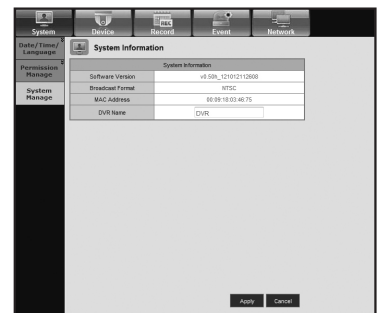 REC
System Device Record Event Network
Date/Time/
Language
System Information
Permission
Manage
System
Manage
System Information
Software Version v0.50h_121012112608
Broadcast Format NTSC
MAC Address 00:09:18:03:46:75
DVR Name DVR
Apply Cancel